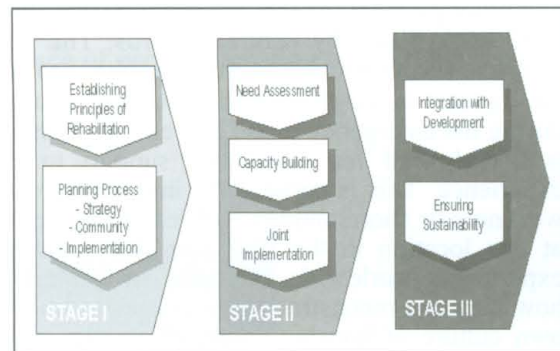 Establishing
Principles of
Rehabilitation
Planning Process
- Strategy
- Community
- Implementation
STAGE I
Need Assessment
Capacity Building
Joint
Implementation
STAGE II
Integration with
Development
Ensuring
Sustainability
STAGE III